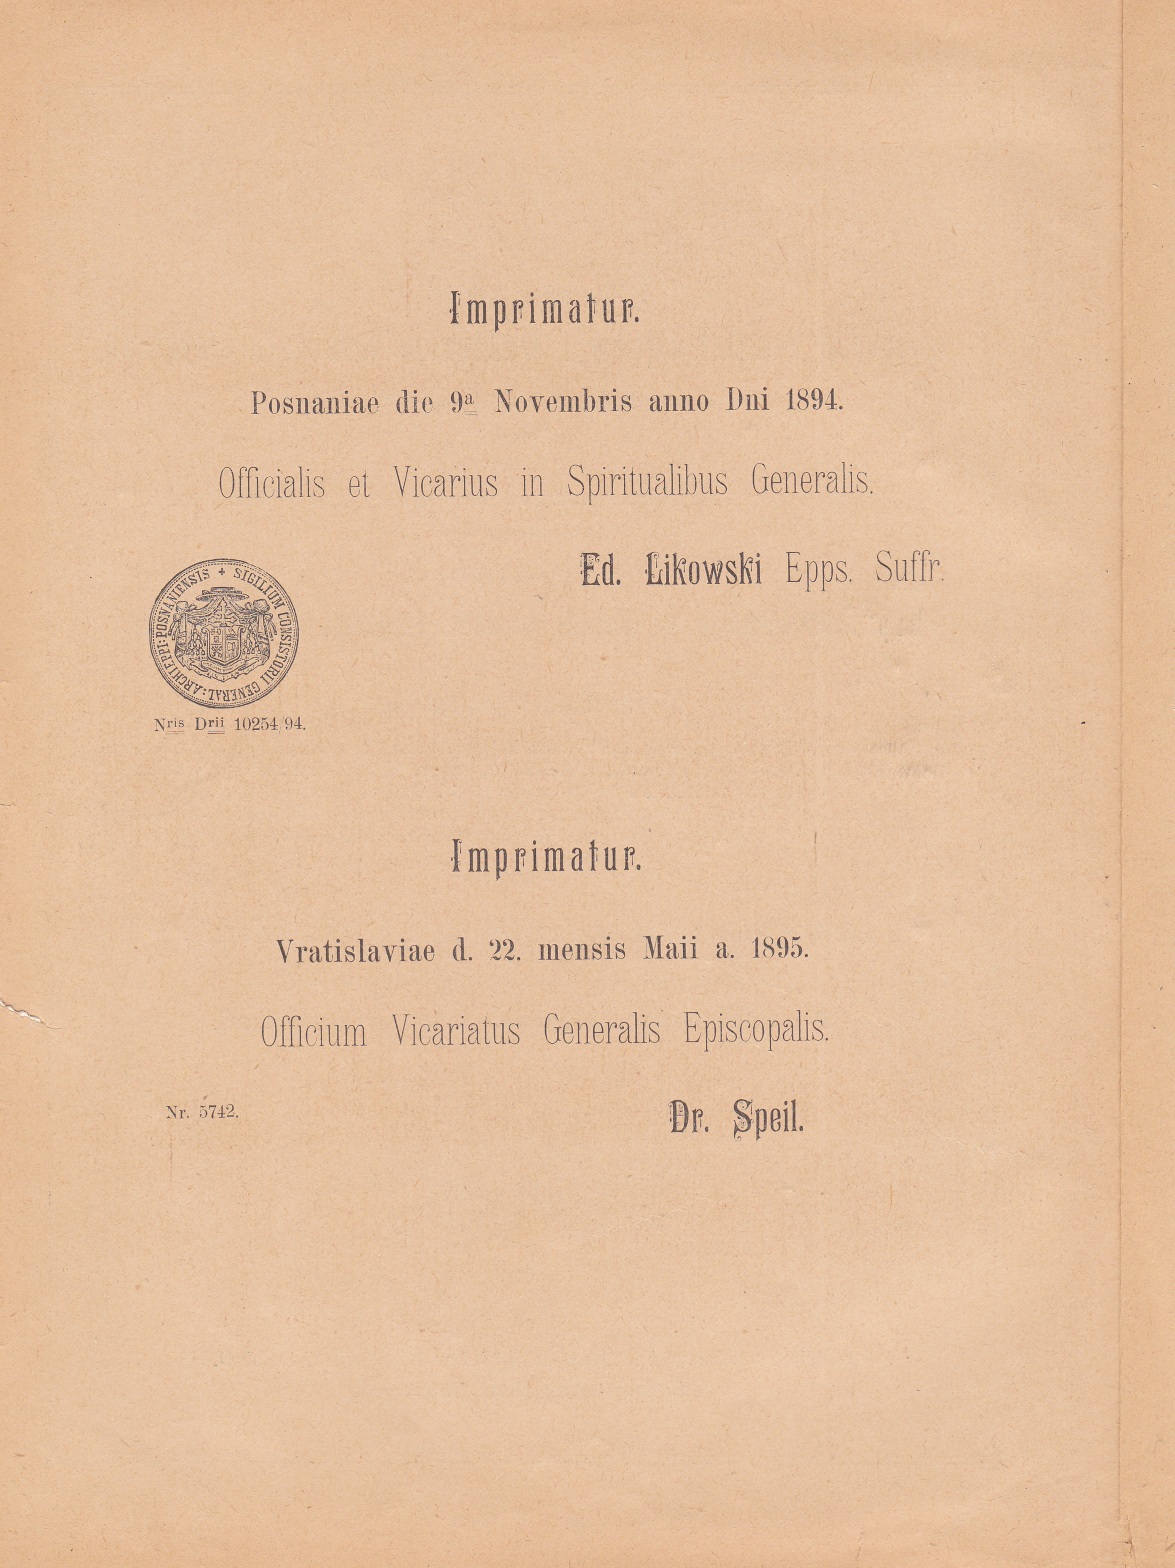 Imprimatur.
Posnaniae die 9a Novembris anno Dni 1894.
Officialis et Vicarius in Spiritualibus Generalis.
Ed. Likowski Epps. Suffr.
SIGILLUM CONSISTORII GENERAL: ARCHIEPPI: POSNANIENSIS +
Nris Drii 10254/94.
Imprimatur.
Vratislaviae d. 22. mensis Maii a. 1895.
Officium Vicariatus Generalis Episcopalis.
Nr. 5742.
Dr. Speil.